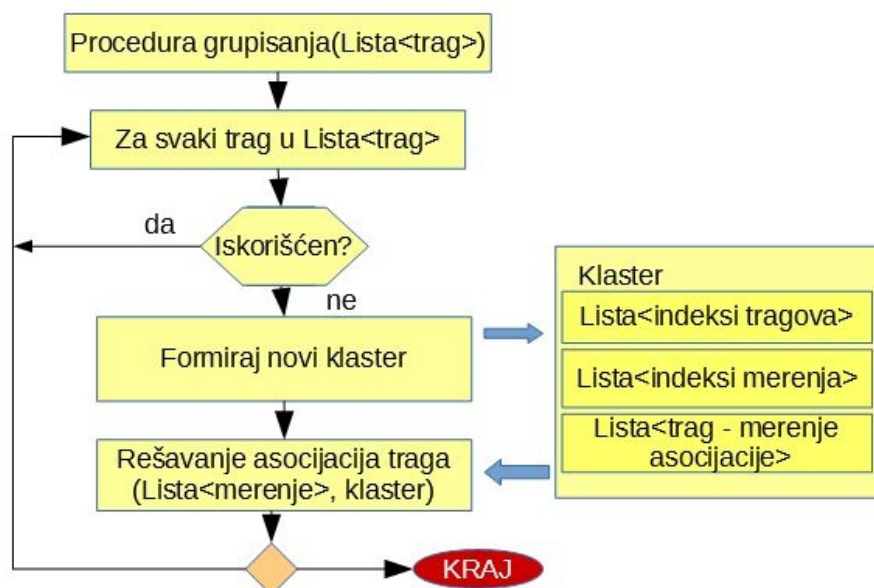 Procedura grupisanja(Lista<trag>)
Za svaki trag u Lista<trag>
da
Iskorišćen?
ne
Formiraj novi klaster
Rešavanje asocijacija traga
(Lista<merenje>, klaster)
KRAJ
Klaster
Lista<indeksi tragova>
Lista<indeksi merenja>
Lista<trag - merenje
asocijacije>